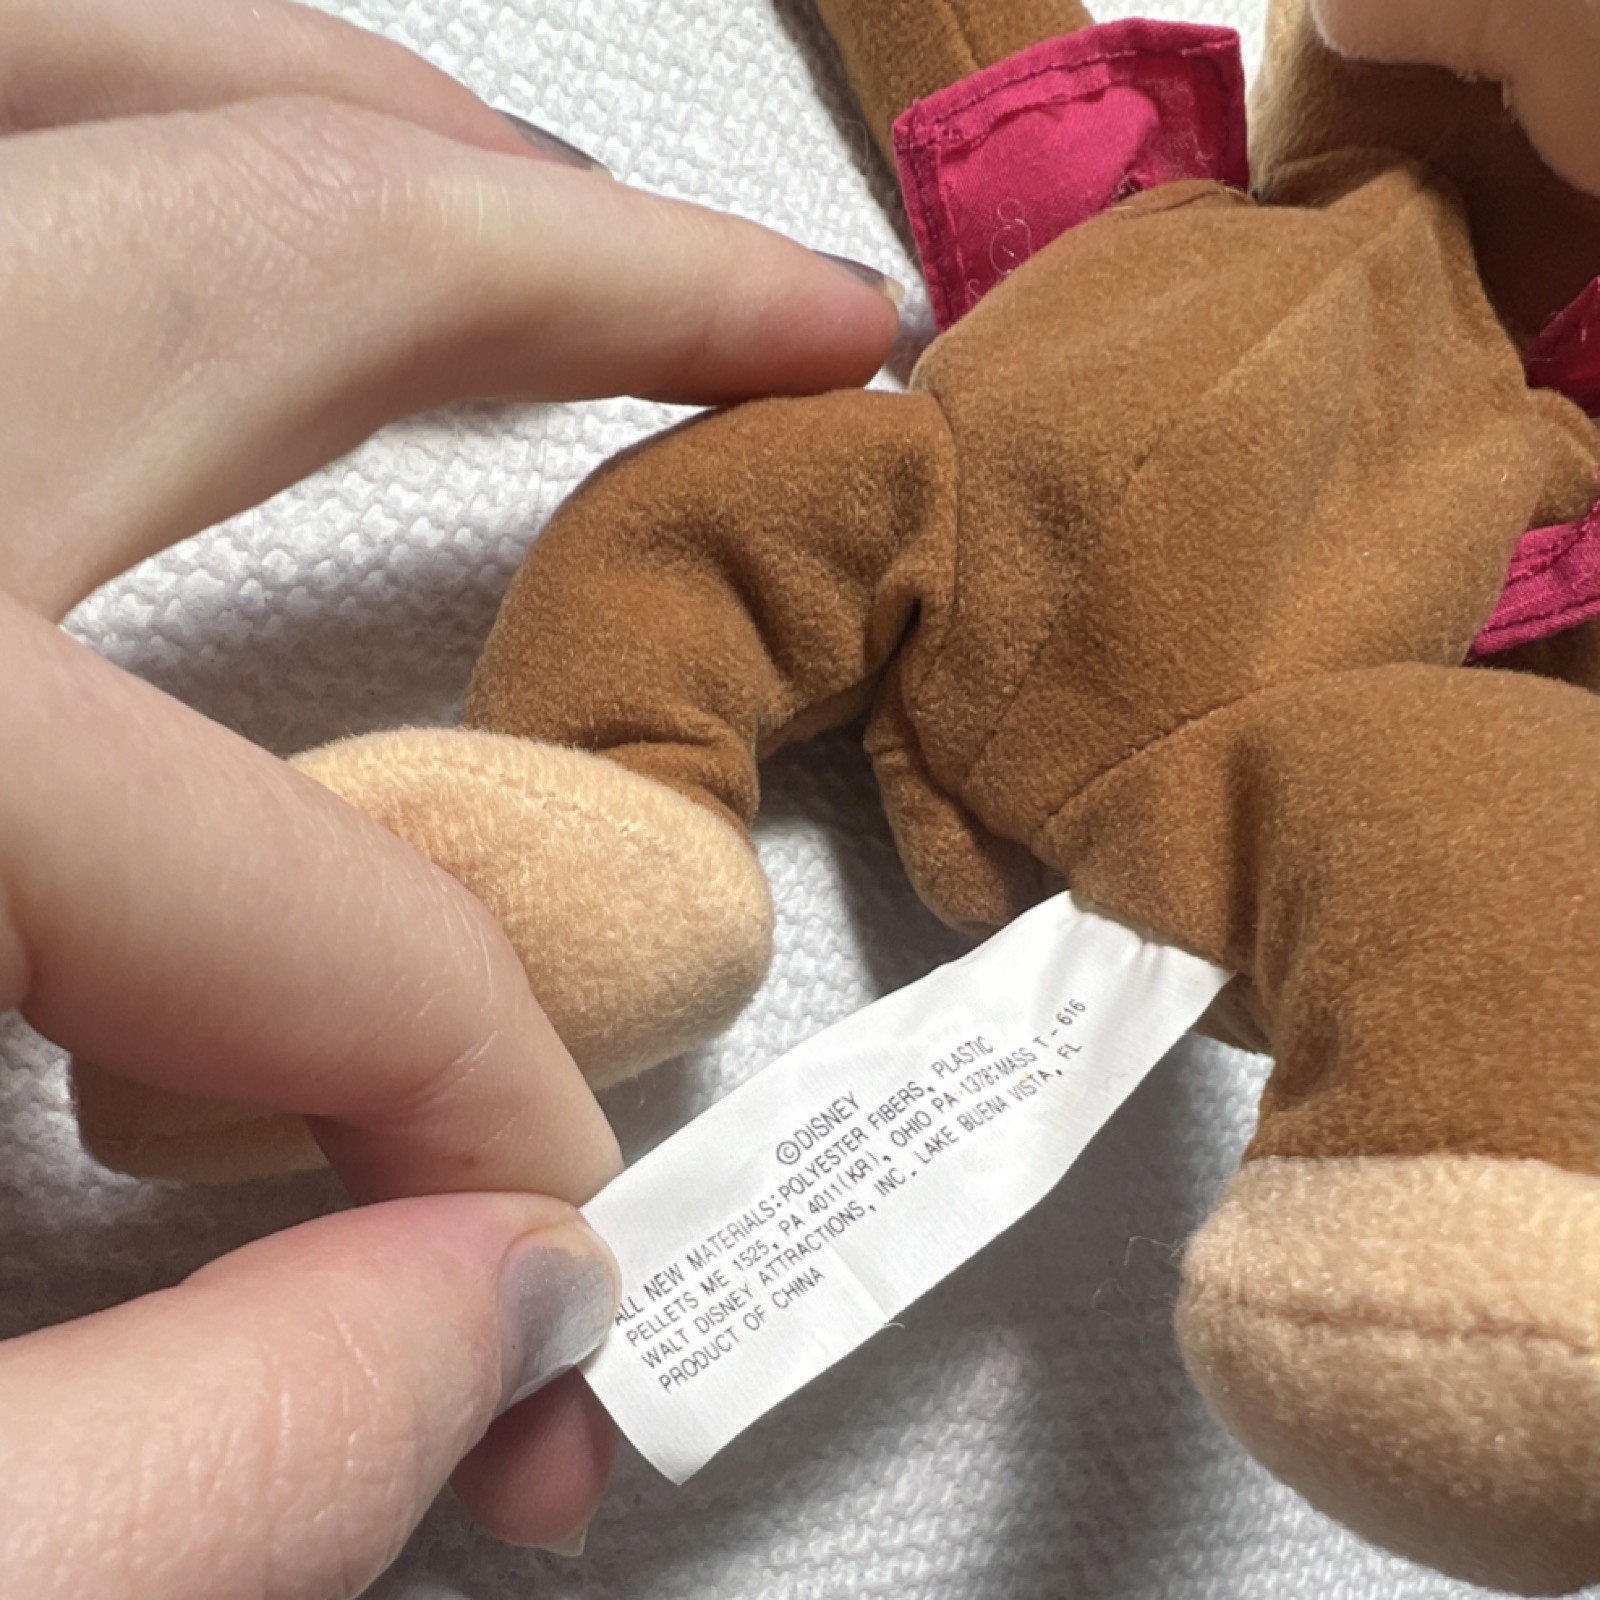 ©DISNEY
ALL NEW MATERIALS:POLYESTER FIBERS, PLASTIC
PELLETS ME 1525, PA 4011(KR), OHIO PA-1378:MASS T - 616
WALT DISNEY ATTRACTIONS, INC. LAKE BUENA VISTA, FL
PRODUCT OF CHINA